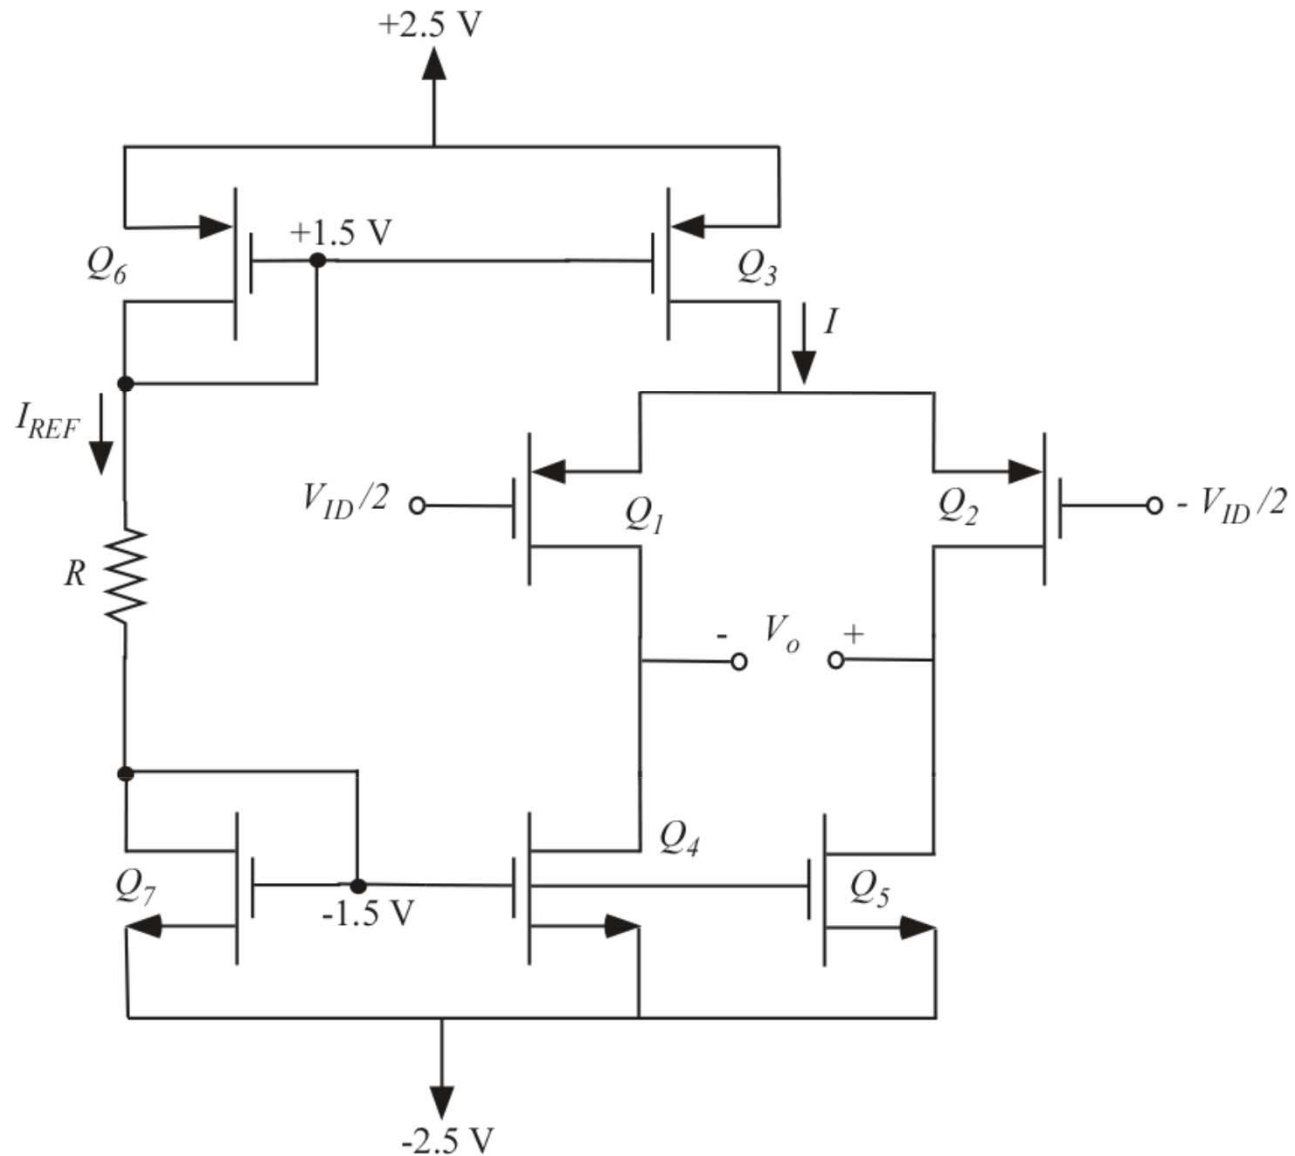 +2.5 V
+1.5 V
Q6
Q3
I
IREF
VID/2
Q1
Q2
- VID/2
R
- Vo +
Q4
Q7
Q5
-1.5 V
-2.5 V